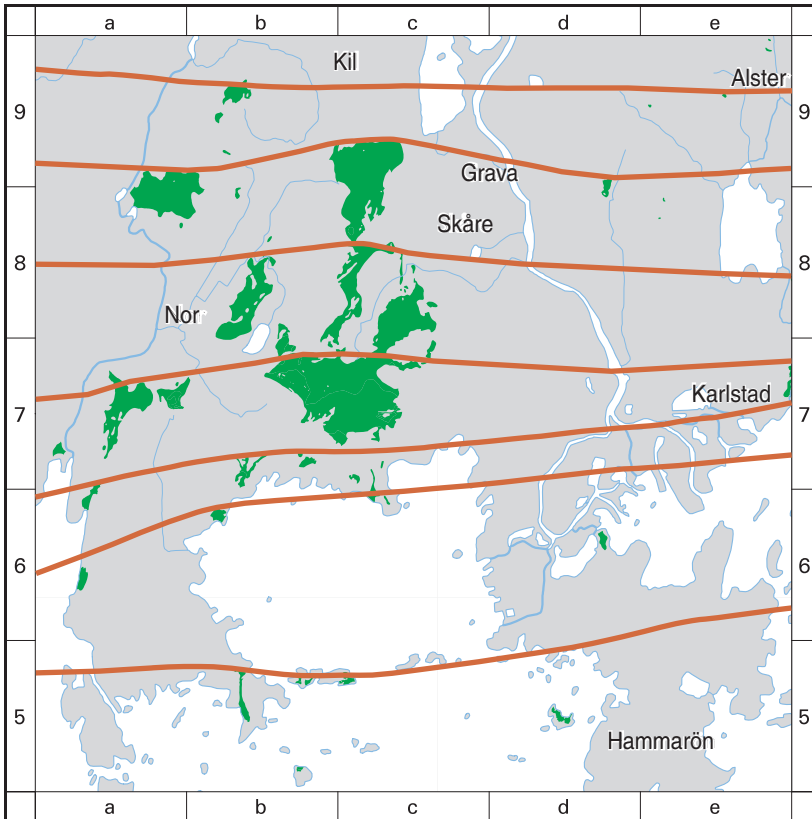 a b c d e
Kil
Alster
9 9
Grava
Skåre
8 8
Nor
Karlstad
7 7
6 6
5 5
Hammarön
a b c d e